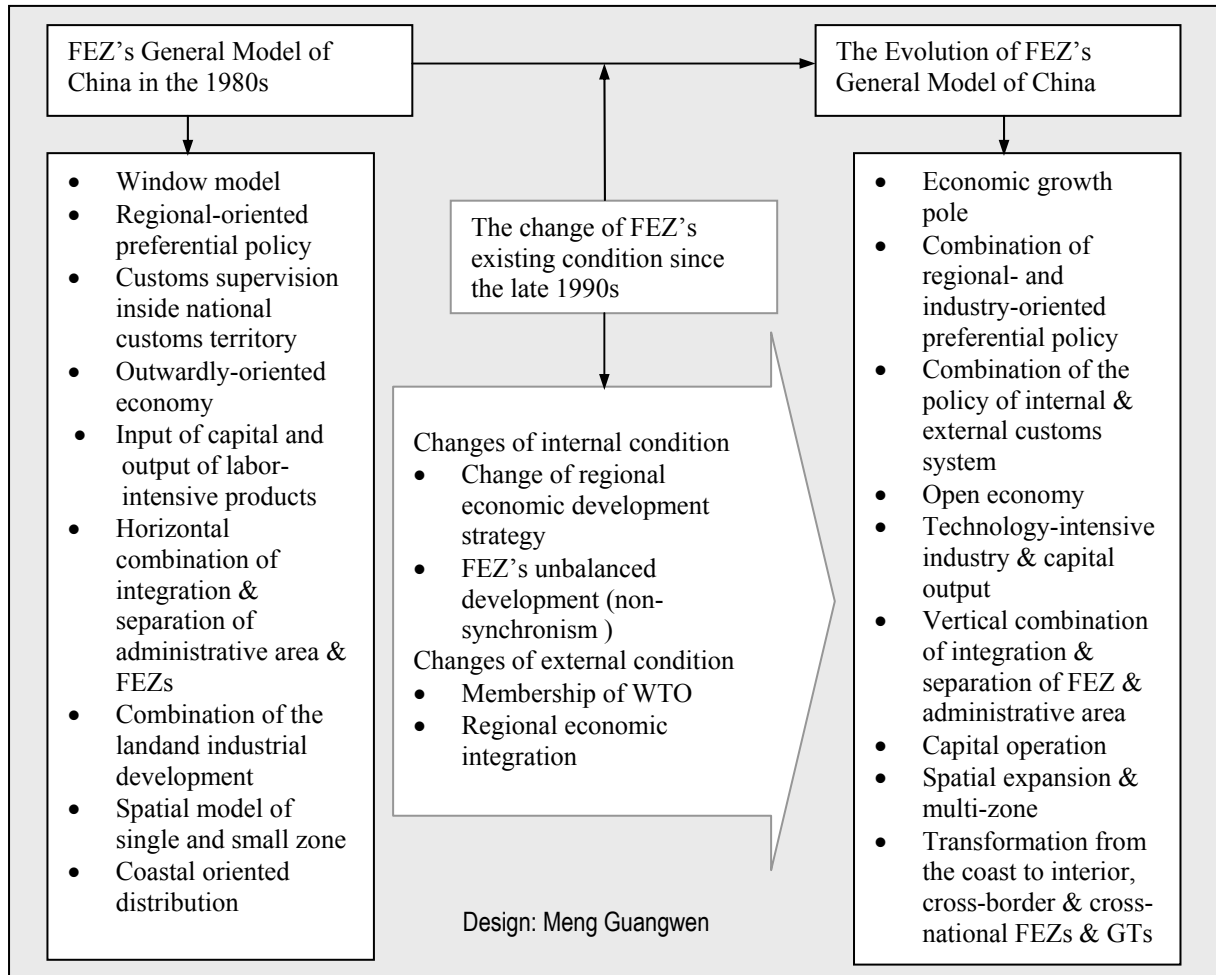 FEZ's General Model of
China in the 1980s
The Evolution of FEZ's
General Model of China
• Window model
• Regional-oriented
preferential policy
• Customs supervision
inside national
customs territory
• Outwardly-oriented
economy
• Input of capital and
output of labor-
intensive products
• Horizontal
combination of
integration &
separation of
administrative area &
FEZs
• Combination of the
landand industrial
development
• Spatial model of
single and small zone
• Coastal oriented
distribution
The change of FEZ's
existing condition since
the late 1990s
Changes of internal condition
• Change of regional
economic development
strategy
• FEZ's unbalanced
development (non-
synchronism )
Changes of external condition
• Membership of WTO
• Regional economic
integration
• Economic growth
pole
• Combination of
regional- and
industry-oriented
preferential policy
• Combination of the
policy of internal &
external customs
system
• Open economy
• Technology-intensive
industry & capital
output
• Vertical combination
of integration &
separation of FEZ &
administrative area
• Capital operation
• Spatial expansion &
multi-zone
• Transformation from
the coast to interior,
cross-border & cross-
national FEZs & GTs
Design: Meng Guangwen